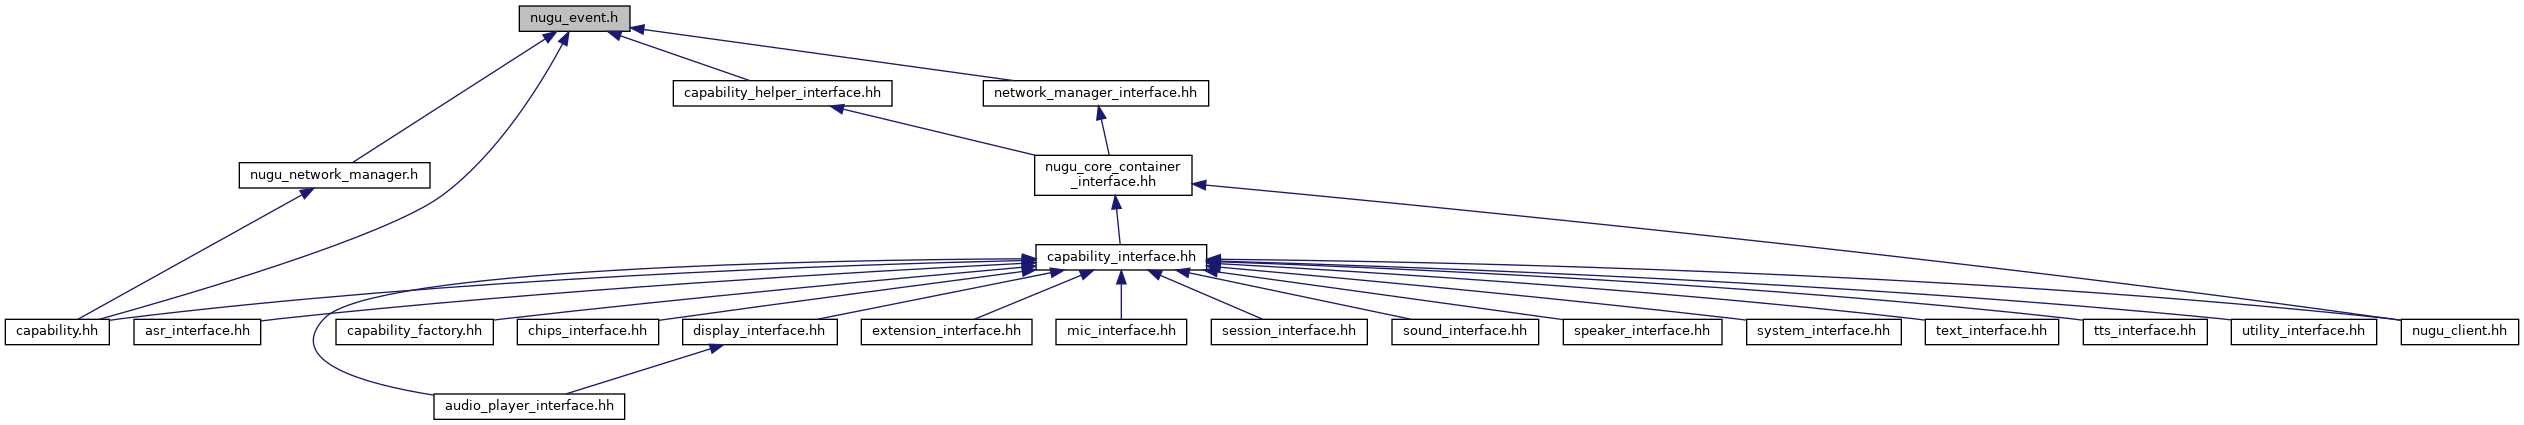 nugu_event.h
capability_helper_interface.hh
network_manager_interface.hh
nugu_network_manager.h
nugu_core_container
_interface.hh
capability_interface.hh
capability.hh
asr_interface.hh
capability_factory.hh
chips_interface.hh
display_interface.hh
extension_interface.hh
mic_interface.hh
session_interface.hh
sound_interface.hh
speaker_interface.hh
system_interface.hh
text_interface.hh
tts_interface.hh
utility_interface.hh
nugu_client.hh
audio_player_interface.hh